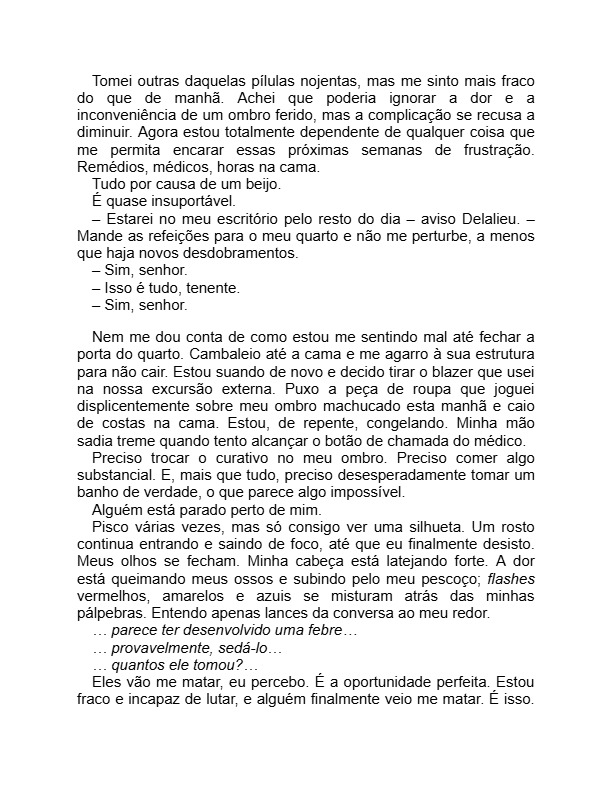 Tomei outras daquelas pílulas nojentas, mas me sinto mais fraco
do que de manhã. Achei que poderia ignorar a dor e a
inconveniência de um ombro ferido, mas a complicação se recusa a
diminuir. Agora estou totalmente dependente de qualquer coisa que
me permita encarar essas próximas semanas de frustração.
Remédios, médicos, horas na cama.
Tudo por causa de um beijo.
É quase insuportável.
– Estarei no meu escritório pelo resto do dia – aviso Delalieu. –
Mande as refeições para o meu quarto e não me perturbe, a menos
que haja novos desdobramentos.
– Sim, senhor.
– Isso é tudo, tenente.
– Sim, senhor.
Nem me dou conta de como estou me sentindo mal até fechar a
porta do quarto. Cambaleio até a cama e me agarro à sua estrutura
para não cair. Estou suando de novo e decido tirar o blazer que usei
na nossa excursão externa. Puxo a peça de roupa que joguei
displicentemente sobre meu ombro machucado esta manhã e caio
de costas na cama. Estou, de repente, congelando. Minha mão
sadia treme quando tento alcançar o botão de chamada do médico.
Preciso trocar o curativo no meu ombro. Preciso comer algo
substancial. E, mais que tudo, preciso desesperadamente tomar um
banho de verdade, o que parece algo impossível.
Alguém está parado perto de mim.
Pisco várias vezes, mas só consigo ver uma silhueta. Um rosto
continua entrando e saindo de foco, até que eu finalmente desisto.
Meus olhos se fecham. Minha cabeça está latejando forte. A dor
está queimando meus ossos e subindo pelo meu pescoço; flashes
vermelhos, amarelos e azuis se misturam atrás das minhas
pálpebras. Entendo apenas lances da conversa ao meu redor.
… parece ter desenvolvido uma febre…
… provavelmente, sedá-lo…
… quantos ele tomou?…
Eles vão me matar, eu percebo. É a oportunidade perfeita. Estou
fraco e incapaz de lutar, e alguém finalmente veio me matar. É isso.